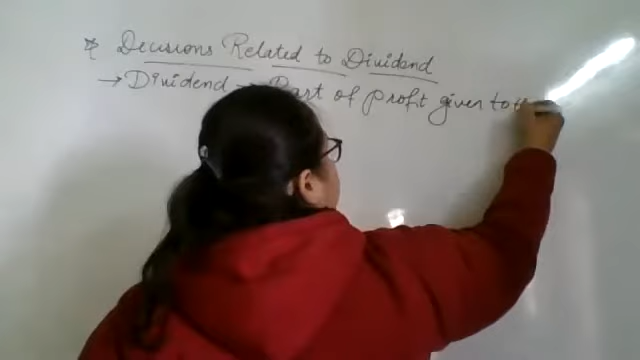 * Decisions Related to Dividend
→ Dividend → Part of profit given to